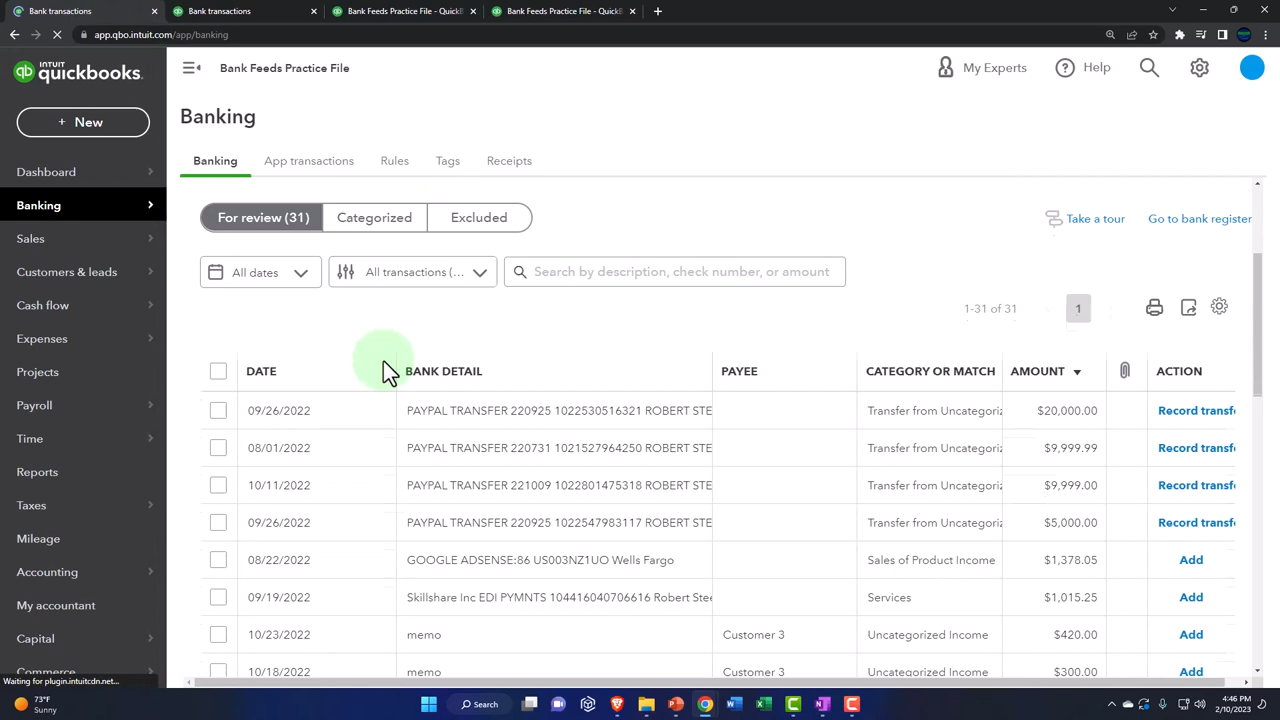 Banking transactions
QuickBooks
Bank Feeds Practice File - QuickB
Bank Feeds Practice File - QuickB
app.qbo.intuit.com/app/banking
INTUIT
quickbooks.
Bank Feeds Practice File
My Experts
Help
+ New
Banking
Banking
App transactions
Rules
Tags
Receipts
Dashboard
Banking
Sales
Customers & leads
Cash flow
Expenses
Projects
Payroll
Time
Reports
Taxes
Mileage
Accounting
My accountant
Capital
Commerce
For review (31)
Categorized
Excluded
Take a tour
Go to bank register
All dates
All transactions (...
Search by description, check number, or amount
1-31 of 31
1
DATE BANK DETAIL PAYEE CATEGORY OR MATCH AMOUNT ACTION
09/26/2022 PAYPAL TRANSFER 220925 1022530516321 ROBERT STE Transfer from Uncategoriz $20,000.00 Record transfe
08/01/2022 PAYPAL TRANSFER 220731 1021527964250 ROBERT STE Transfer from Uncategoriz $9,999.99 Record transfe
10/11/2022 PAYPAL TRANSFER 221009 1022801475318 ROBERT STE Transfer from Uncategoriz $9,999.00 Record transfe
09/26/2022 PAYPAL TRANSFER 220925 1022547983117 ROBERT STE Transfer from Uncategoriz $5,000.00 Record transfe
08/22/2022 GOOGLE ADSENSE:86 US003NZ1UO Wells Fargo Sales of Product Income $1,378.05 Add
09/19/2022 Skillshare Inc EDI PYMNTS 104416040706616 Robert Stee Services $1,015.25 Add
10/23/2022 memo Customer 3 Uncategorized Income $420.00 Add
10/18/2022 memo Customer 3 Uncategorized Income $300.00 Add
Waiting for plugin.intuitcdn.net...
73°F
Sunny
Search
4:46 PM
2/10/2023